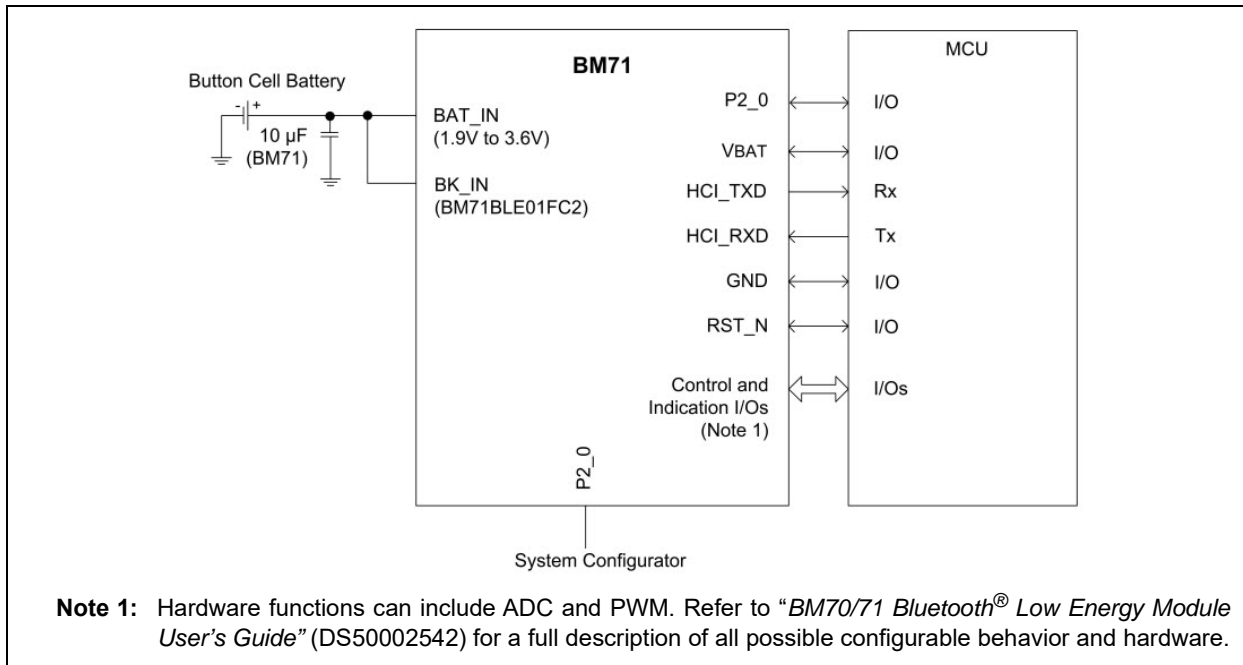 BM71
MCU
Button Cell Battery
- +
10 µF
(BM71)
BAT_IN
(1.9V to 3.6V)
BK_IN
(BM71BLE01FC2)
P2_0 I/O
VBAT I/O
HCI_TXD Rx
HCI_RXD Tx
GND I/O
RST_N I/O
Control and
Indication I/Os
(Note 1)
I/Os
P2_0
System Configurator
Note 1: Hardware functions can include ADC and PWM. Refer to “BM70/71 Bluetooth® Low Energy Module
User's Guide” (DS50002542) for a full description of all possible configurable behavior and hardware.